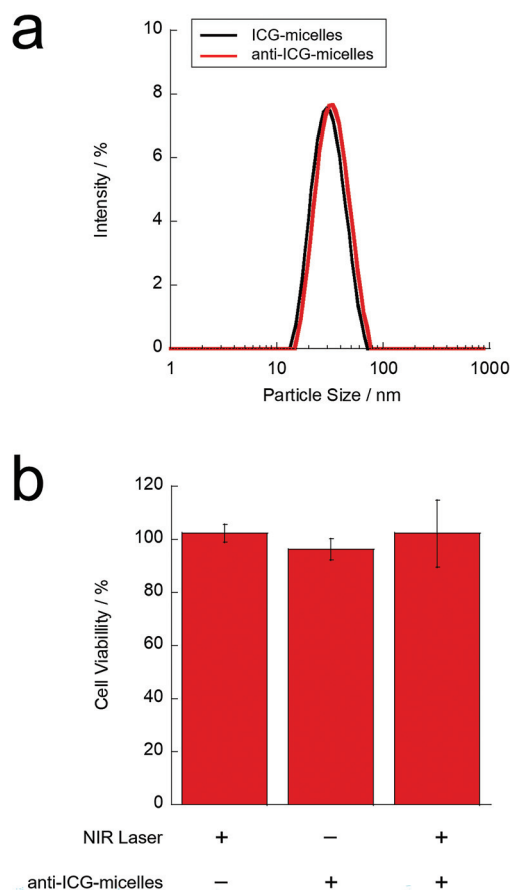 a
ICG-micelles
anti-ICG-micelles
10
8
6
4
2
0
Intensity / %
1 10 100 1000
Particle Size / nm
b
120
100
80
60
40
20
0
Cell Viabillity / %
NIR Laser + − +
anti-ICG-micelles − + +